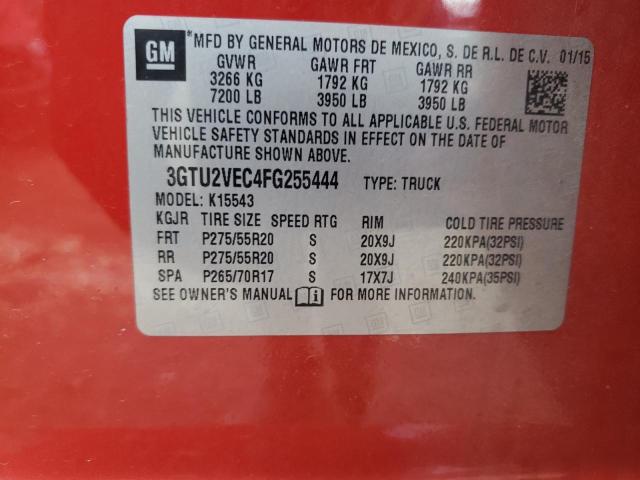 GM
*MFD BY GENERAL MOTORS DE MEXICO, S. DE R.L. DE C.V. 01/15
GVWR GAWR FRT GAWR RR
3266 KG 1792 KG 1792 KG
7200 LB 3950 LB 3950 LB
THIS VEHICLE CONFORMS TO ALL APPLICABLE U.S. FEDERAL MOTOR
VEHICLE SAFETY STANDARDS IN EFFECT ON THE DATE OF
MANUFACTURE SHOWN ABOVE.
3GTU2VEC4FG255444 TYPE: TRUCK
MODEL: K15543
KGJR TIRE SIZE SPEED RTG RIM COLD TIRE PRESSURE
FRT P275/55R20 S 20X9J 220KPA(32PSI)
RR P275/55R20 S 20X9J 220KPA(32PSI)
SPA P265/70R17 S 17X7J 240KPA(35PSI)
SEE OWNER'S MANUAL FOR MORE INFORMATION.